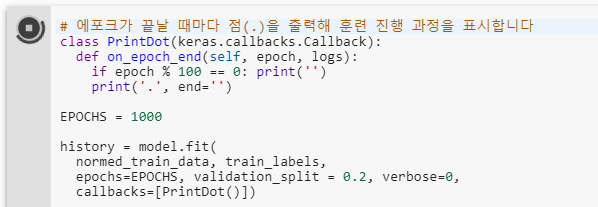 # 에포크가 끝날 때마다 점(.)을 출력해 훈련 진행 과정을 표시합니다
class PrintDot(keras.callbacks.Callback):
  def on_epoch_end(self, epoch, logs):
    if epoch % 100 == 0: print('')
    print('.', end='')

EPOCHS = 1000

history = model.fit(
  normed_train_data, train_labels,
  epochs=EPOCHS, validation_split = 0.2, verbose=0,
  callbacks=[PrintDot()])